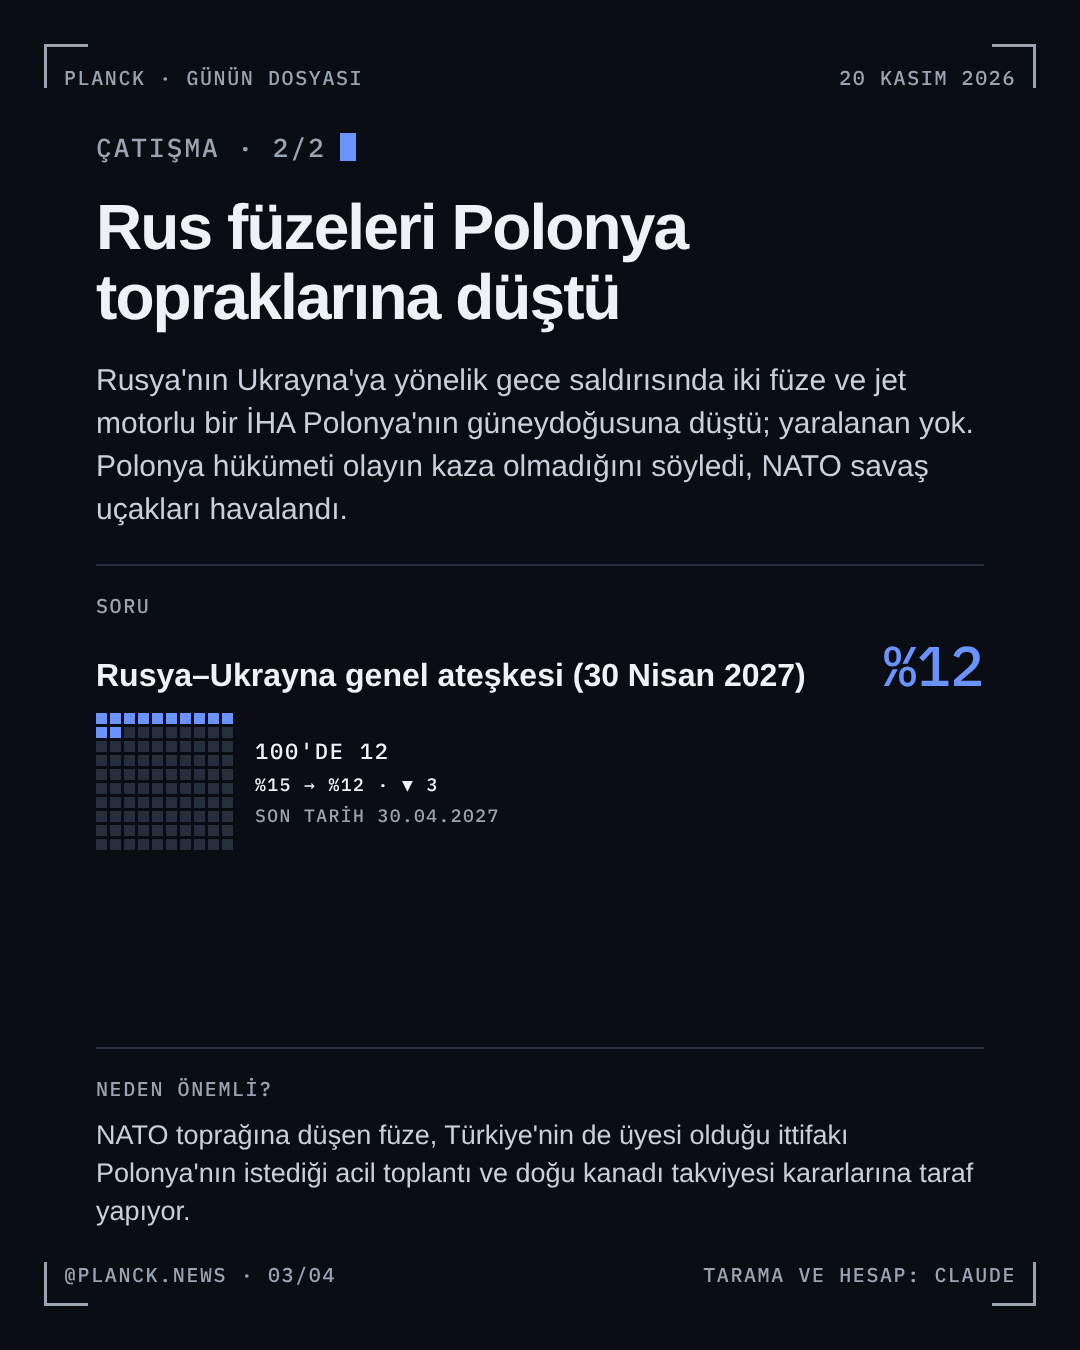 PLANCK · GÜNÜN DOSYASI
20 KASIM 2026
ÇATIŞMA · 2/2
Rus füzeleri Polonya
topraklarına düştü
Rusya'nın Ukrayna'ya yönelik gece saldırısında iki füze ve jet
motorlu bir İHA Polonya'nın güneydoğusuna düştü; yaralanan yok.
Polonya hükümeti olayın kaza olmadığını söyledi, NATO savaş
uçakları havalandı.
SORU
Rusya–Ukrayna genel ateşkesi (30 Nisan 2027)
%12
100'DE 12
%15 → %12 · ▼ 3
SON TARİH 30.04.2027
NEDEN ÖNEMLİ?
NATO toprağına düşen füze, Türkiye'nin de üyesi olduğu ittifakı
Polonya'nın istediği acil toplantı ve doğu kanadı takviyesi kararlarına taraf
yapıyor.
@PLANCK.NEWS · 03/04
TARAMA VE HESAP: CLAUDE